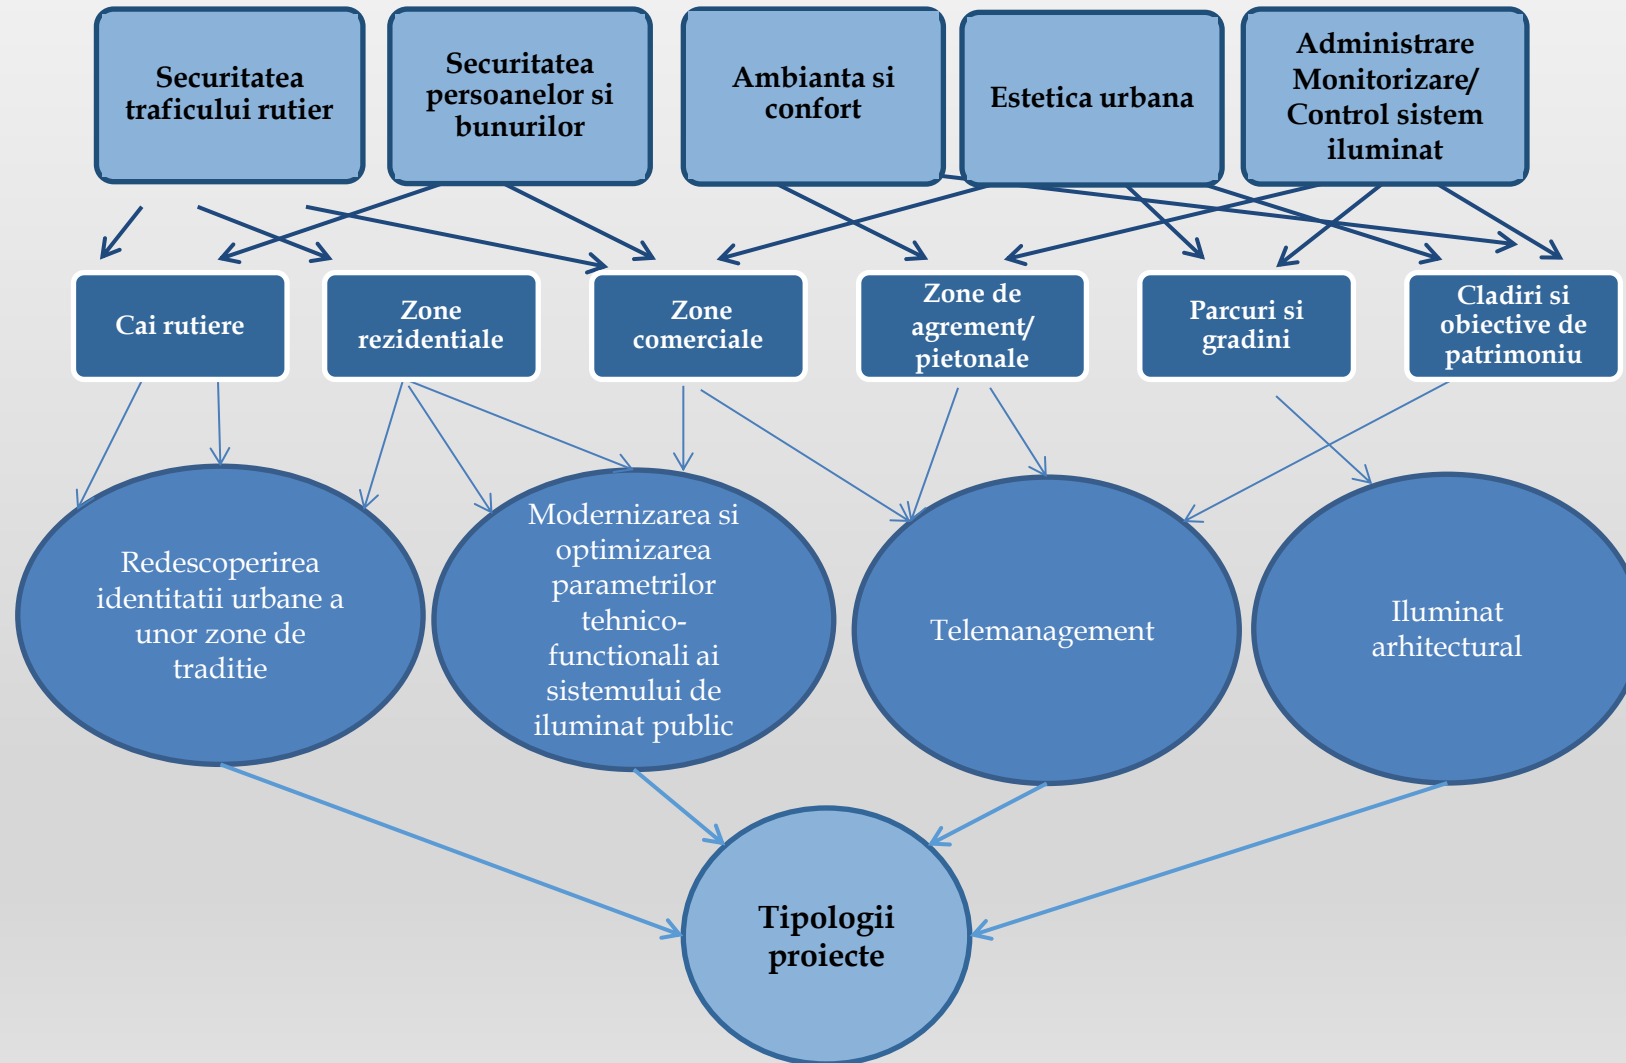 Securitatea
traficului rutier
Securitatea
persoanelor si
bunurilor
Ambianta si
confort
Estetica urbana
Administrare
Monitorizare/
Control sistem
iluminat
Cai rutiere
Zone
rezidentiale
Zone
comerciale
Zone de
agrement/
pietonale
Parcuri si
gradini
Cladiri si
obiective de
patrimoniu
Redescoperirea
identitatii urbane a
unor zone de
traditie
Modernizarea si
optimizarea
parametrilor
tehnico-
functionali ai
sistemului de
iluminat public
Telemanagement
Iluminat
arhitectural
Tipologii
proiecte